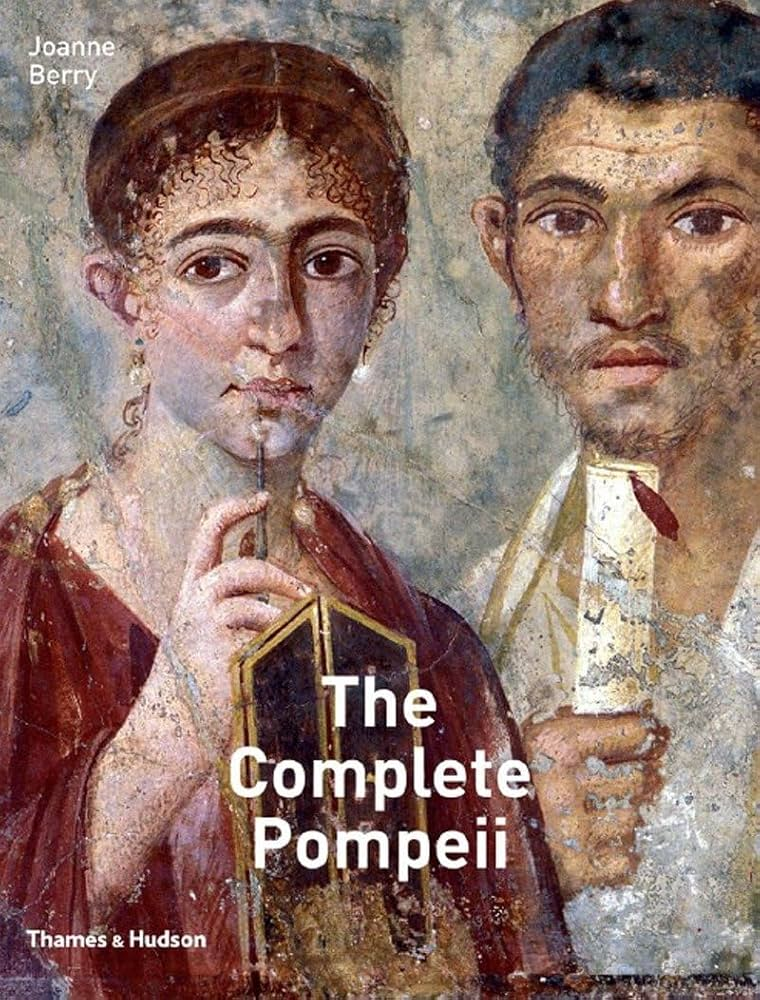 Joanne
Berry
The
Complete
Pompeii
Thames & Hudson